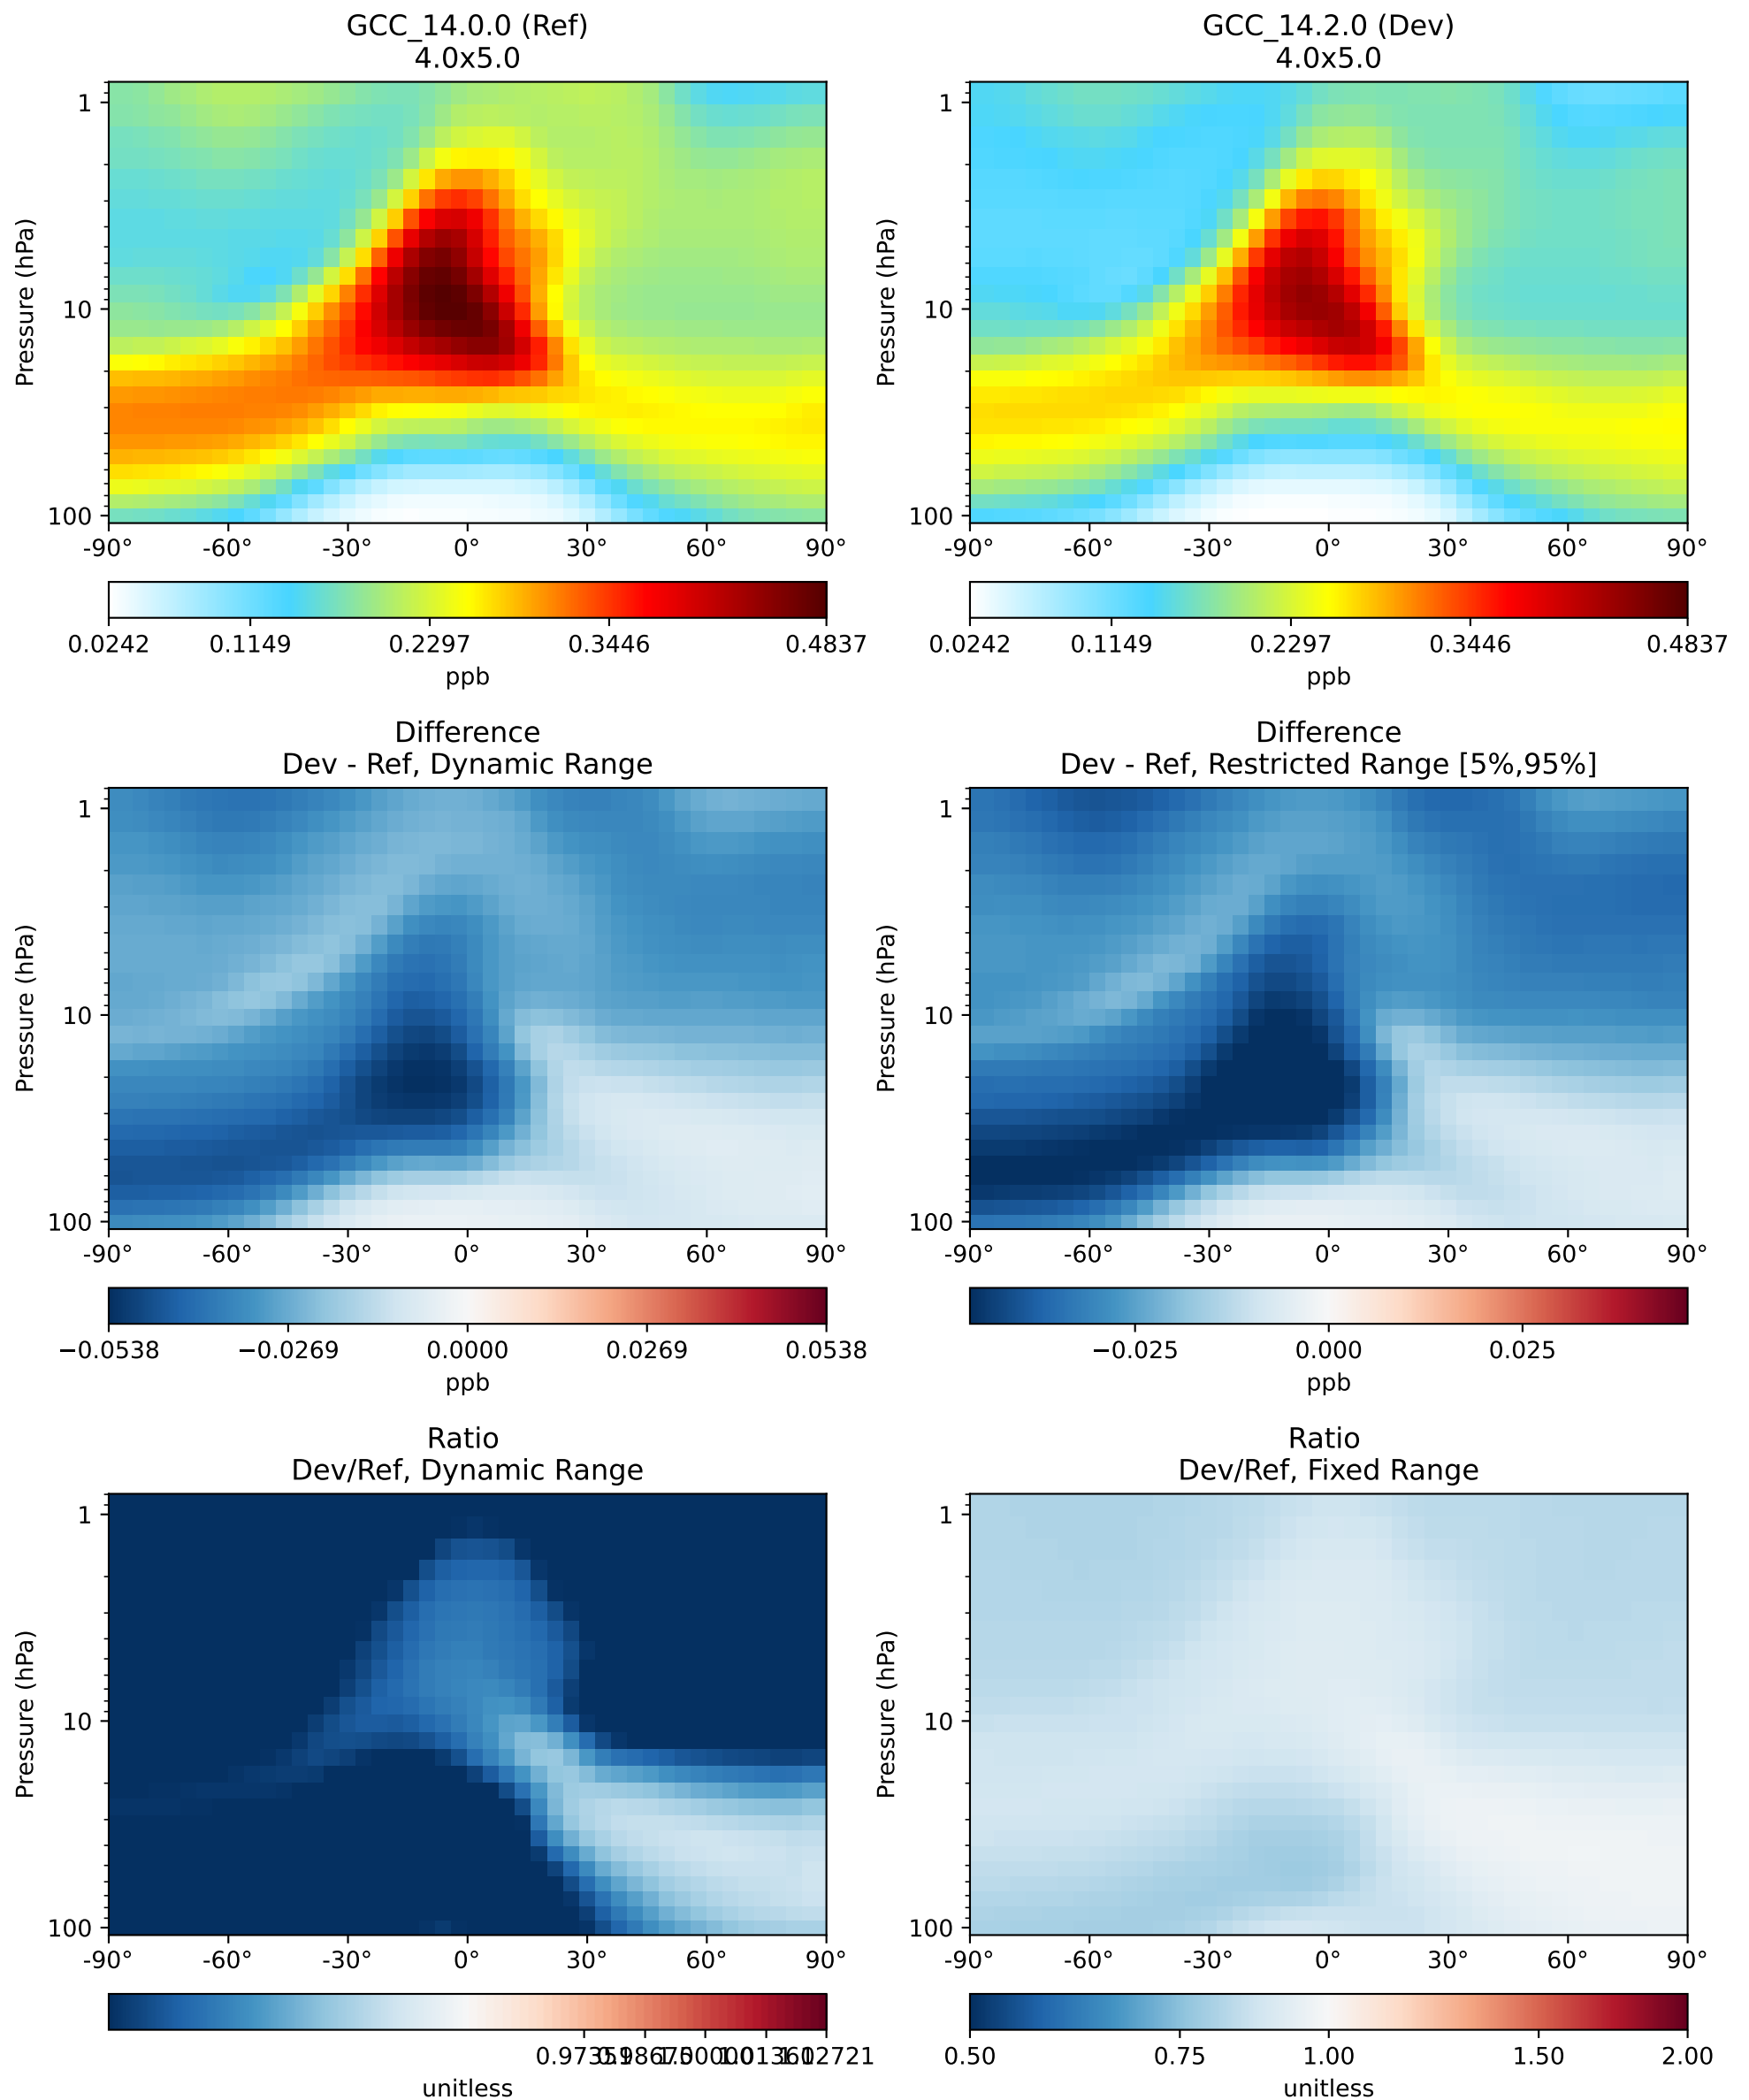 GCC_14.0.0 (Ref)
4.0x5.0
GCC_14.2.0 (Dev)
4.0x5.0
Pressure (hPa)
1
10
100
-90° -60° -30° 0° 30° 60° 90°
0.0242 0.1149 0.2297 0.3446 0.4837
ppb
Pressure (hPa)
1
10
100
-90° -60° -30° 0° 30° 60° 90°
0.0242 0.1149 0.2297 0.3446 0.4837
ppb
Difference
Dev - Ref, Dynamic Range
Difference
Dev - Ref, Restricted Range [5%,95%]
Pressure (hPa)
1
10
100
-90° -60° -30° 0° 30° 60° 90°
−0.0538 −0.0269 0.0000 0.0269 0.0538
ppb
Pressure (hPa)
1
10
100
-90° -60° -30° 0° 30° 60° 90°
−0.025 0.000 0.025
ppb
Ratio
Dev/Ref, Dynamic Range
Ratio
Dev/Ref, Fixed Range
Pressure (hPa)
1
10
100
-90° -60° -30° 0° 30° 60° 90°
unitless
Pressure (hPa)
1
10
100
-90° -60° -30° 0° 30° 60° 90°
0.50 0.75 1.00 1.50 2.00
unitless